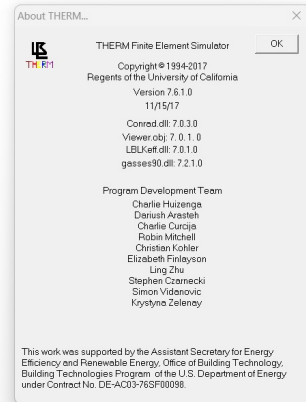 About THERM...
LBL
THERM
THERM Finite Element Simulator
OK
Copyright © 1994-2017
Regents of the University of California
Version 7.6.1.0
11/15/17
Conrad.dll: 7.0.3.0
Viewer.obj: 7. 0. 1. 0
LBLKeff.dll: 7.0.1.0
gasses90.dll: 7.2.1.0
Program Development Team
Charlie Huizenga
Dariush Arasteh
Charlie Curcija
Robin Mitchell
Christian Kohler
Elizabeth Finlayson
Ling Zhu
Stephen Czarnecki
Simon Vidanovic
Krystyna Zelenay
This work was supported by the Assistant Secretary for Energy
Efficiency and Renewable Energy, Office of Building Technology,
Building Technologies Program  of the U.S. Department of Energy
under Contract No. DE-AC03-76SF00098.